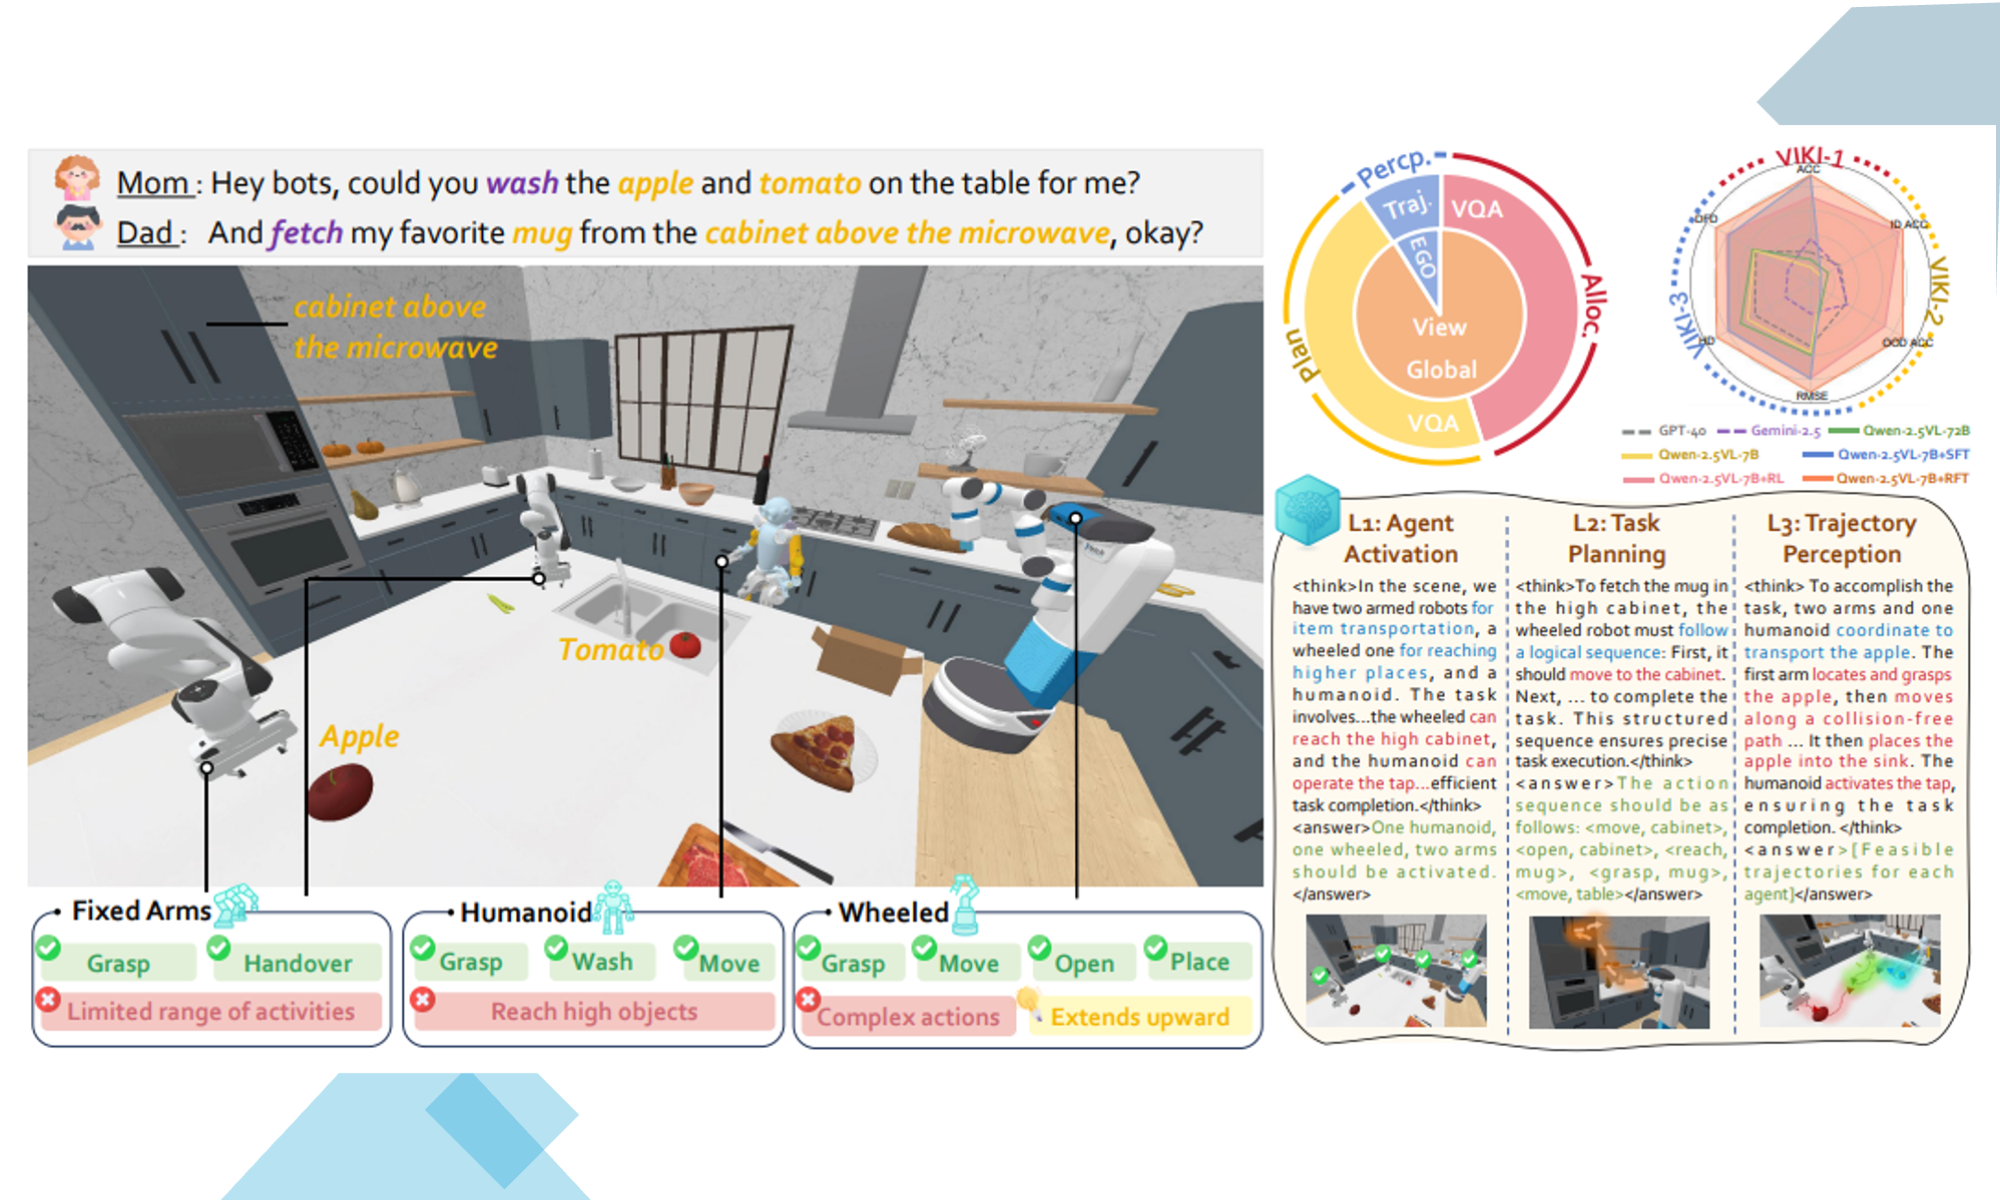 Mom : Hey bots, could you wash the apple and tomato on the table for me?
Dad : And fetch my favorite mug from the cabinet above the microwave, okay?
cabinet above
the microwave
Tomato
Apple
Fixed Arms
Grasp
Handover
Limited range of activities
Humanoid
Grasp
Wash
Move
Reach high objects
Wheeled
Grasp
Move
Open
Place
Complex actions
Extends upward
Percp.
Alloc.
Plan
Traj.
VQA
EGO
View
Global
VQA
VIKI-1
VIKI-2
VIKI-3
ACC
ID ACC
OOD ACC
RMSE
HD
DFD
GPT-4o
Gemini-2.5
Qwen-2.5VL-72B
Qwen-2.5VL-7B
Qwen-2.5VL-7B+SFT
Qwen-2.5VL-7B+RL
Qwen-2.5VL-7B+RFT
L1: Agent
Activation
<think>In the scene, we
have two armed robots for
item transportation, a
wheeled one for reaching
higher places, and a
humanoid. The task
involves...the wheeled can
reach the high cabinet,
and the humanoid can
operate the tap...efficient
task completion.</think>
<answer>One humanoid,
one wheeled, two arms
should be activated.
</answer>
L2: Task
Planning
<think>To fetch the mug in
the high cabinet, the
wheeled robot must follow
a logical sequence: First, it
should move to the cabinet.
Next, ... to complete the
task. This structured
sequence ensures precise
task execution.</think>
<answer>The action
sequence should be as
follows: <move, cabinet>,
<open, cabinet>, <reach,
mug>, <grasp, mug>,
<move, table></answer>
L3: Trajectory
Perception
<think> To accomplish the
task, two arms and one
humanoid coordinate to
transport the apple. The
first arm locates and grasps
the apple, then moves
along a collision-free
path ... It then places the
apple into the sink. The
humanoid activates the tap,
ensuring the task
completion. </think>
<answer>[Feasible
trajectories for each
agent]</answer>